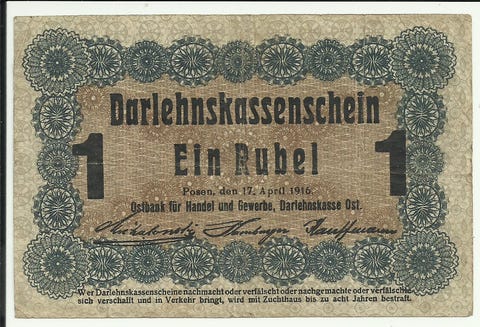 Darlehnskassenschein
1 Ein Rubel 1
Posen, den 17. April 1916.
Ostbank für Handel und Gewerbe, Darlehnskasse Ost.
Kauffmann
Wer Darlehnskassenscheine nachmacht oder verfälscht oder nachgemachte oder verfälschte
sich verschafft und in Verkehr bringt, wird mit Zuchthaus bis zu acht Jahren bestraft.